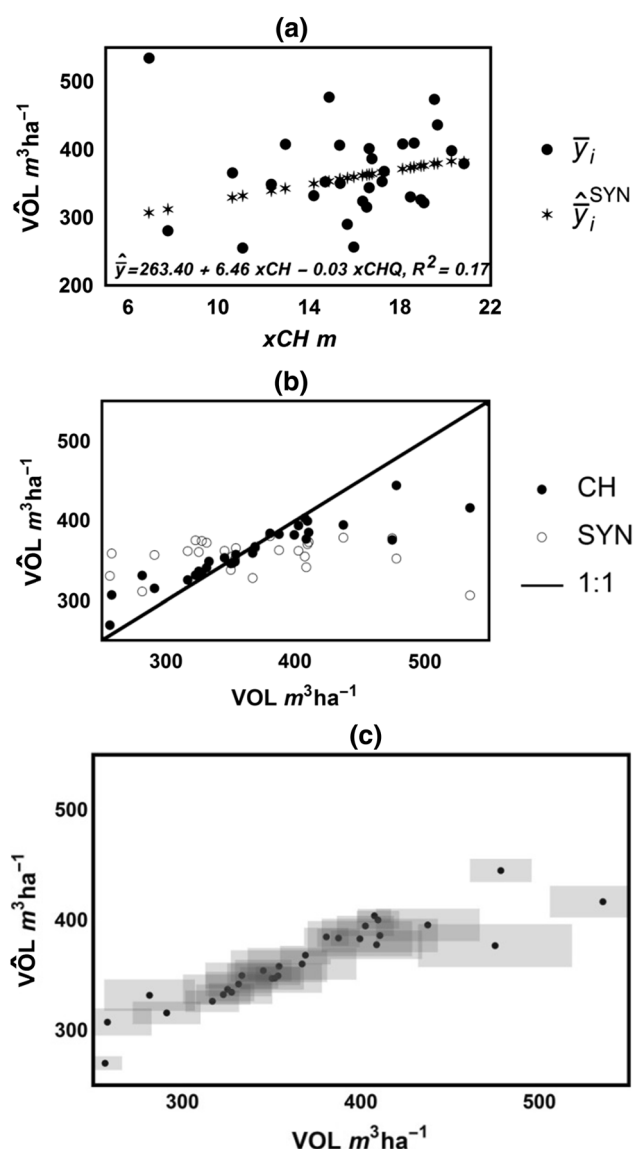 (a)
500
400
300
200
VÔL m³ha⁻¹
ŷ̅=263.40 + 6.46 xCH − 0.03 xCHQ, R² = 0.17
6 10 14 18 22
xCH m
y̅ᵢ
ŷ̅ᵢ^SYN
(b)
500
400
300
VÔL m³ha⁻¹
300 400 500
VOL m³ha⁻¹
CH
SYN
1:1
(c)
500
400
300
VÔL m³ha⁻¹
300 400 500
VOL m³ha⁻¹